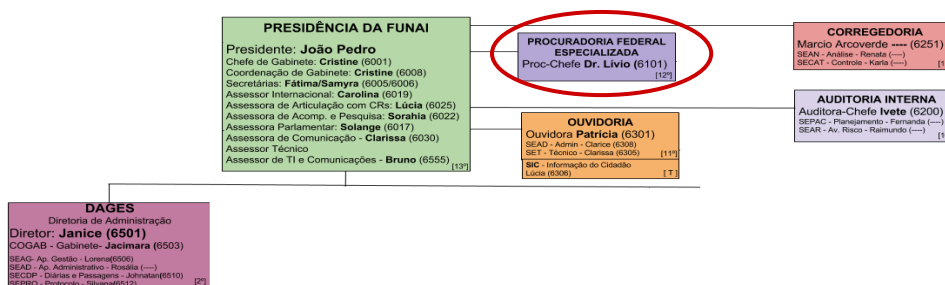 PRESIDÊNCIA DA FUNAI
Presidente: João Pedro
Chefe de Gabinete: Cristine (6001)
Coordenação de Gabinete: Cristine (6008)
Secretárias: Fátima/Samyra (6005/6006)
Assessor Internacional: Carolina (6019)
Assessora de Articulação com CRs: Lúcia (6025)
Assessora de Acomp. e Pesquisa: Sorahia (6022)
Assessora Parlamentar: Solange (6017)
Assessora de Comunicação - Clarissa (6030)
Assessor Técnico
Assessor de TI e Comunicações - Bruno (6555)
[13º]
PROCURADORIA FEDERAL
ESPECIALIZADA
Proc-Chefe Dr. Livio (6101)
[12º]
CORREGEDORIA
Marcio Arcoverde ---- (6251)
SEAN - Análise - Renata (----)
SECAT - Controle - Karla (----)
AUDITORIA INTERNA
Auditora-Chefe Ivete (6200)
SEPAC - Planejamento - Fernanda (----)
SEAR - Av. Risco - Raimundo (----)
OUVIDORIA
Ouvidora Patrícia (6301)
SEAD - Admin - Clarice (6308)
SET - Técnico - Clarissa (6305)
[11º]
SIC - Informação do Cidadão
Lúcia (6306)
[ T ]
DAGES
Diretoria de Administração
Diretor: Janice (6501)
COGAB - Gabinete- Jacimara (6503)
SEAG- Ap. Gestão - Lorena(6506)
SEAD - Ap. Administrativo - Rosália (----)
SECDP - Diárias e Passagens - Johnatan(6510)
SEPRO - Protocolo - Silvana(6512)
[2º]